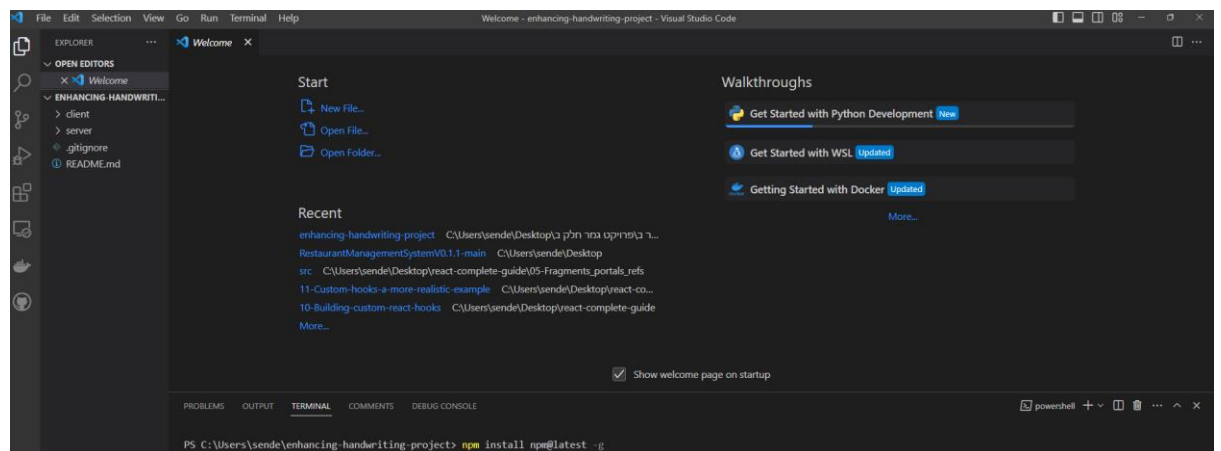 File Edit Selection View Go Run Terminal Help
Welcome - enhancing-handwriting-project - Visual Studio Code
EXPLORER
Welcome
OPEN EDITORS
Welcome
ENHANCING-HANDWRITI...
client
server
.gitignore
README.md
Start
New File...
Open File...
Open Folder...
Recent
enhancing-handwriting-project C:\Users\sende\Desktop\ר ב\פרויקט גמר חלק ב...
RestaurantManagementSystemV0.1.1-main C:\Users\sende\Desktop
src C:\Users\sende\Desktop\react-complete-guide\05-Fragments_portals_refs
11-Custom-hooks-a-more-realistic-example C:\Users\sende\Desktop\react-co...
10-Building-custom-react-hooks C:\Users\sende\Desktop\react-complete-guide
More...
Walkthroughs
Get Started with Python Development New
Get Started with WSL Updated
Getting Started with Docker Updated
More...
Show welcome page on startup
PROBLEMS OUTPUT TERMINAL COMMENTS DEBUG CONSOLE
powershell
PS C:\Users\sende\enhancing-handwriting-project> npm install npm@latest -g